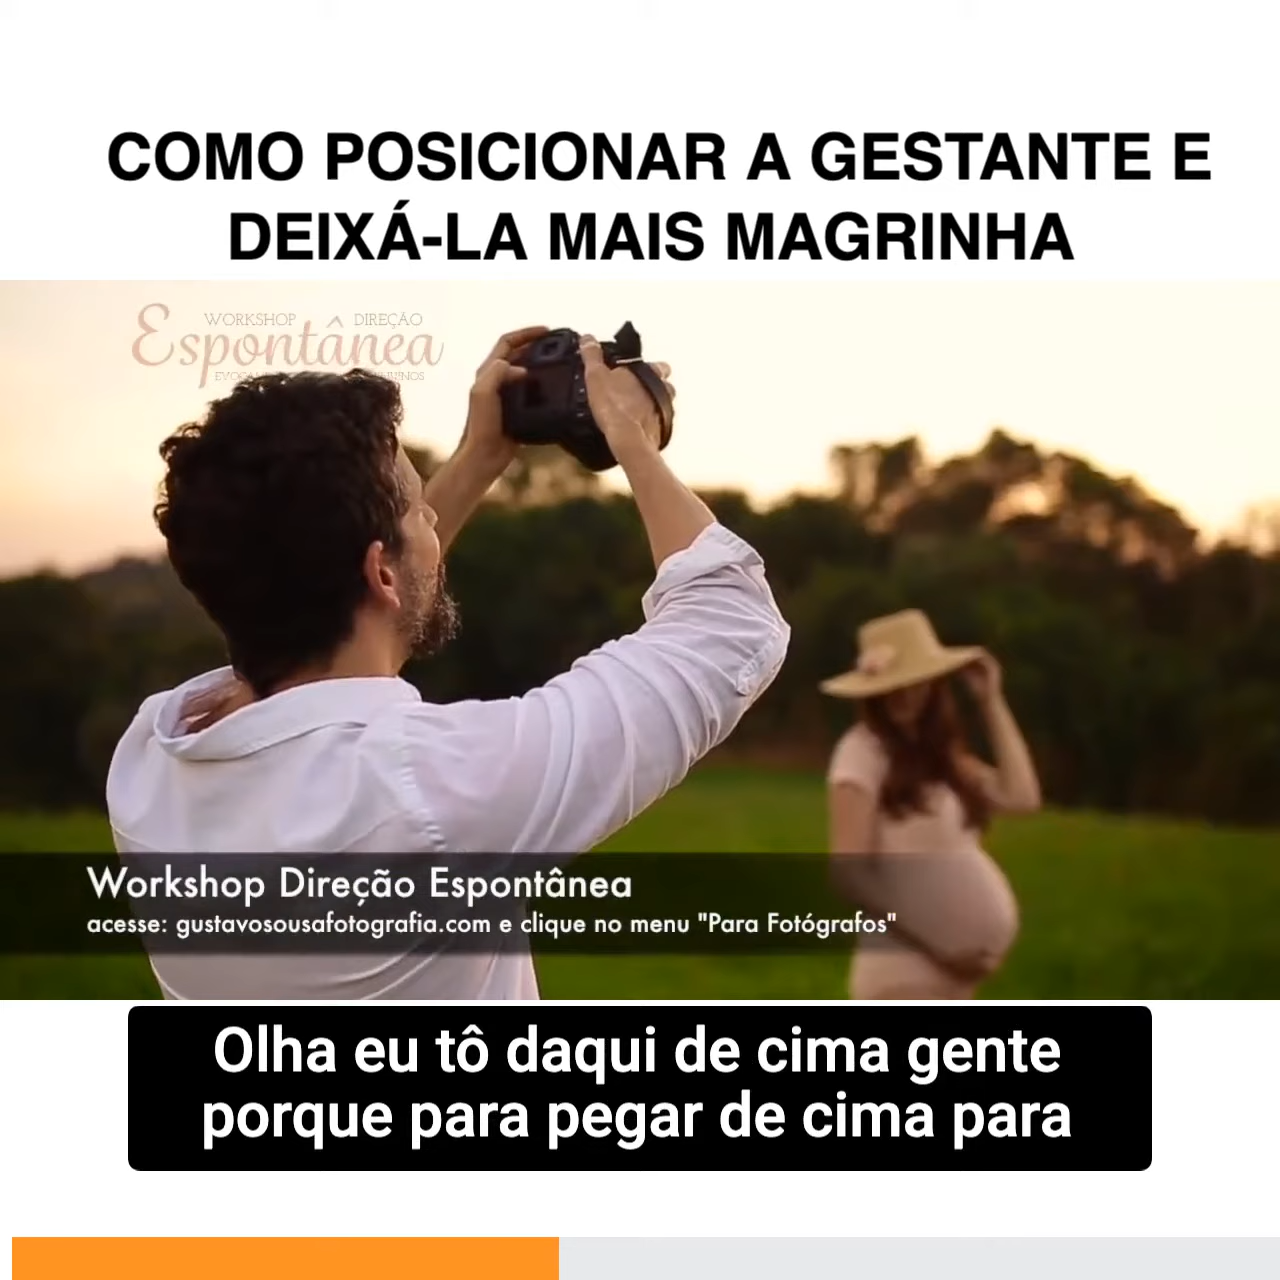 COMO POSICIONAR A GESTANTE E
DEIXÁ-LA MAIS MAGRINHA
WORKSHOP DIREÇÃO
Espontânea
Workshop Direção Espontânea
acesse: gustavosousafotografia.com e clique no menu "Para Fotógrafos"
Olha eu tô daqui de cima gente
porque para pegar de cima para